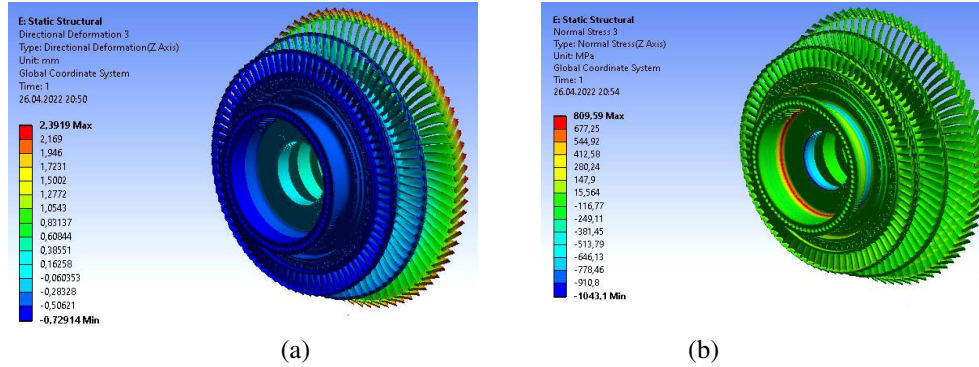 E: Static Structural
Directional Deformation 3
Type: Directional Deformation(Z Axis)
Unit: mm
Global Coordinate System
Time: 1
26.04.2022 20:50
2,3919 Max
2,169
1,946
1,7231
1,5002
1,2772
1,0543
0,83137
0,60844
0,38551
0,16258
-0,060353
-0,28328
-0,50621
-0,72914 Min
E: Static Structural
Normal Stress 3
Type: Normal Stress(Z Axis)
Unit: MPa
Global Coordinate System
Time: 1
26.04.2022 20:54
809,59 Max
677,25
544,92
412,58
280,24
147,9
15,564
-116,77
-249,11
-381,45
-513,79
-646,13
-778,46
-910,8
-1043,1 Min
(a)
(b)